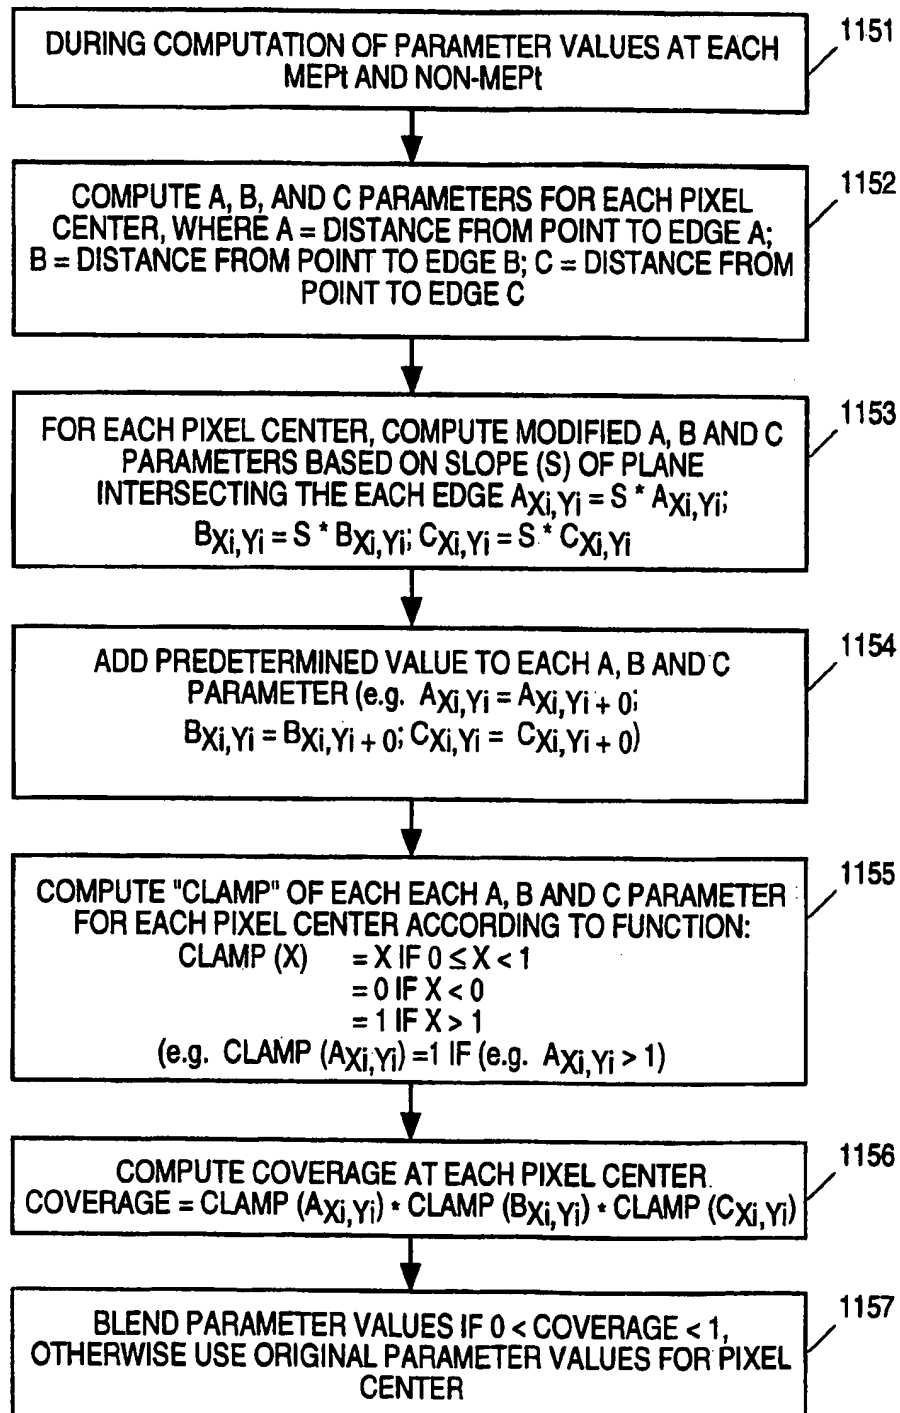 DURING COMPUTATION OF PARAMETER VALUES AT EACH
MEPt AND NON-MEPt
1151
COMPUTE A, B, AND C PARAMETERS FOR EACH PIXEL
CENTER, WHERE A = DISTANCE FROM POINT TO EDGE A;
B = DISTANCE FROM POINT TO EDGE B; C = DISTANCE FROM
POINT TO EDGE C
1152
FOR EACH PIXEL CENTER, COMPUTE MODIFIED A, B AND C
PARAMETERS BASED ON SLOPE (S) OF PLANE
INTERSECTING THE EACH EDGE AXi,Yi = S * AXi,Yi;
BXi,Yi = S * BXi,Yi; CXi,Yi = S * CXi,Yi
1153
ADD PREDETERMINED VALUE TO EACH A, B AND C
PARAMETER (e.g. AXi,Yi = AXi,Yi + 0;
BXi,Yi = BXi,Yi + 0; CXi,Yi = CXi,Yi + 0)
1154
COMPUTE "CLAMP" OF EACH EACH A, B AND C PARAMETER
FOR EACH PIXEL CENTER ACCORDING TO FUNCTION:
CLAMP (X) = X IF 0 ≤ X < 1
= 0 IF X < 0
= 1 IF X > 1
(e.g. CLAMP (AXi,Yi) =1 IF (e.g. AXi,Yi > 1)
1155
COMPUTE COVERAGE AT EACH PIXEL CENTER.
COVERAGE = CLAMP (AXi,Yi) * CLAMP (BXi,Yi) * CLAMP (CXi,Yi)
1156
BLEND PARAMETER VALUES IF 0 < COVERAGE < 1,
OTHERWISE USE ORIGINAL PARAMETER VALUES FOR PIXEL
CENTER
1157